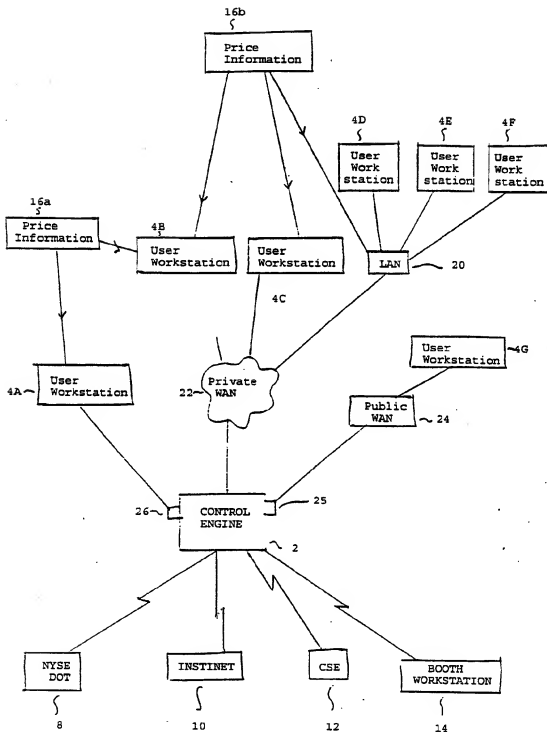 16b
Price
Information
4D
4E
4F
User
Work
station
User
Work
station
User
Work
station
16a
Price
Information
4B
User
Workstation
User
Workstation
LAN
20
4C
User
Workstation
4G
4A
User
Workstation
22
Private
WAN
Public
WAN
24
26
25
CONTROL
ENGINE
2
NYSE
DOT
INSTINET
CSE
BOOTH
WORKSTATION
8
10
12
14